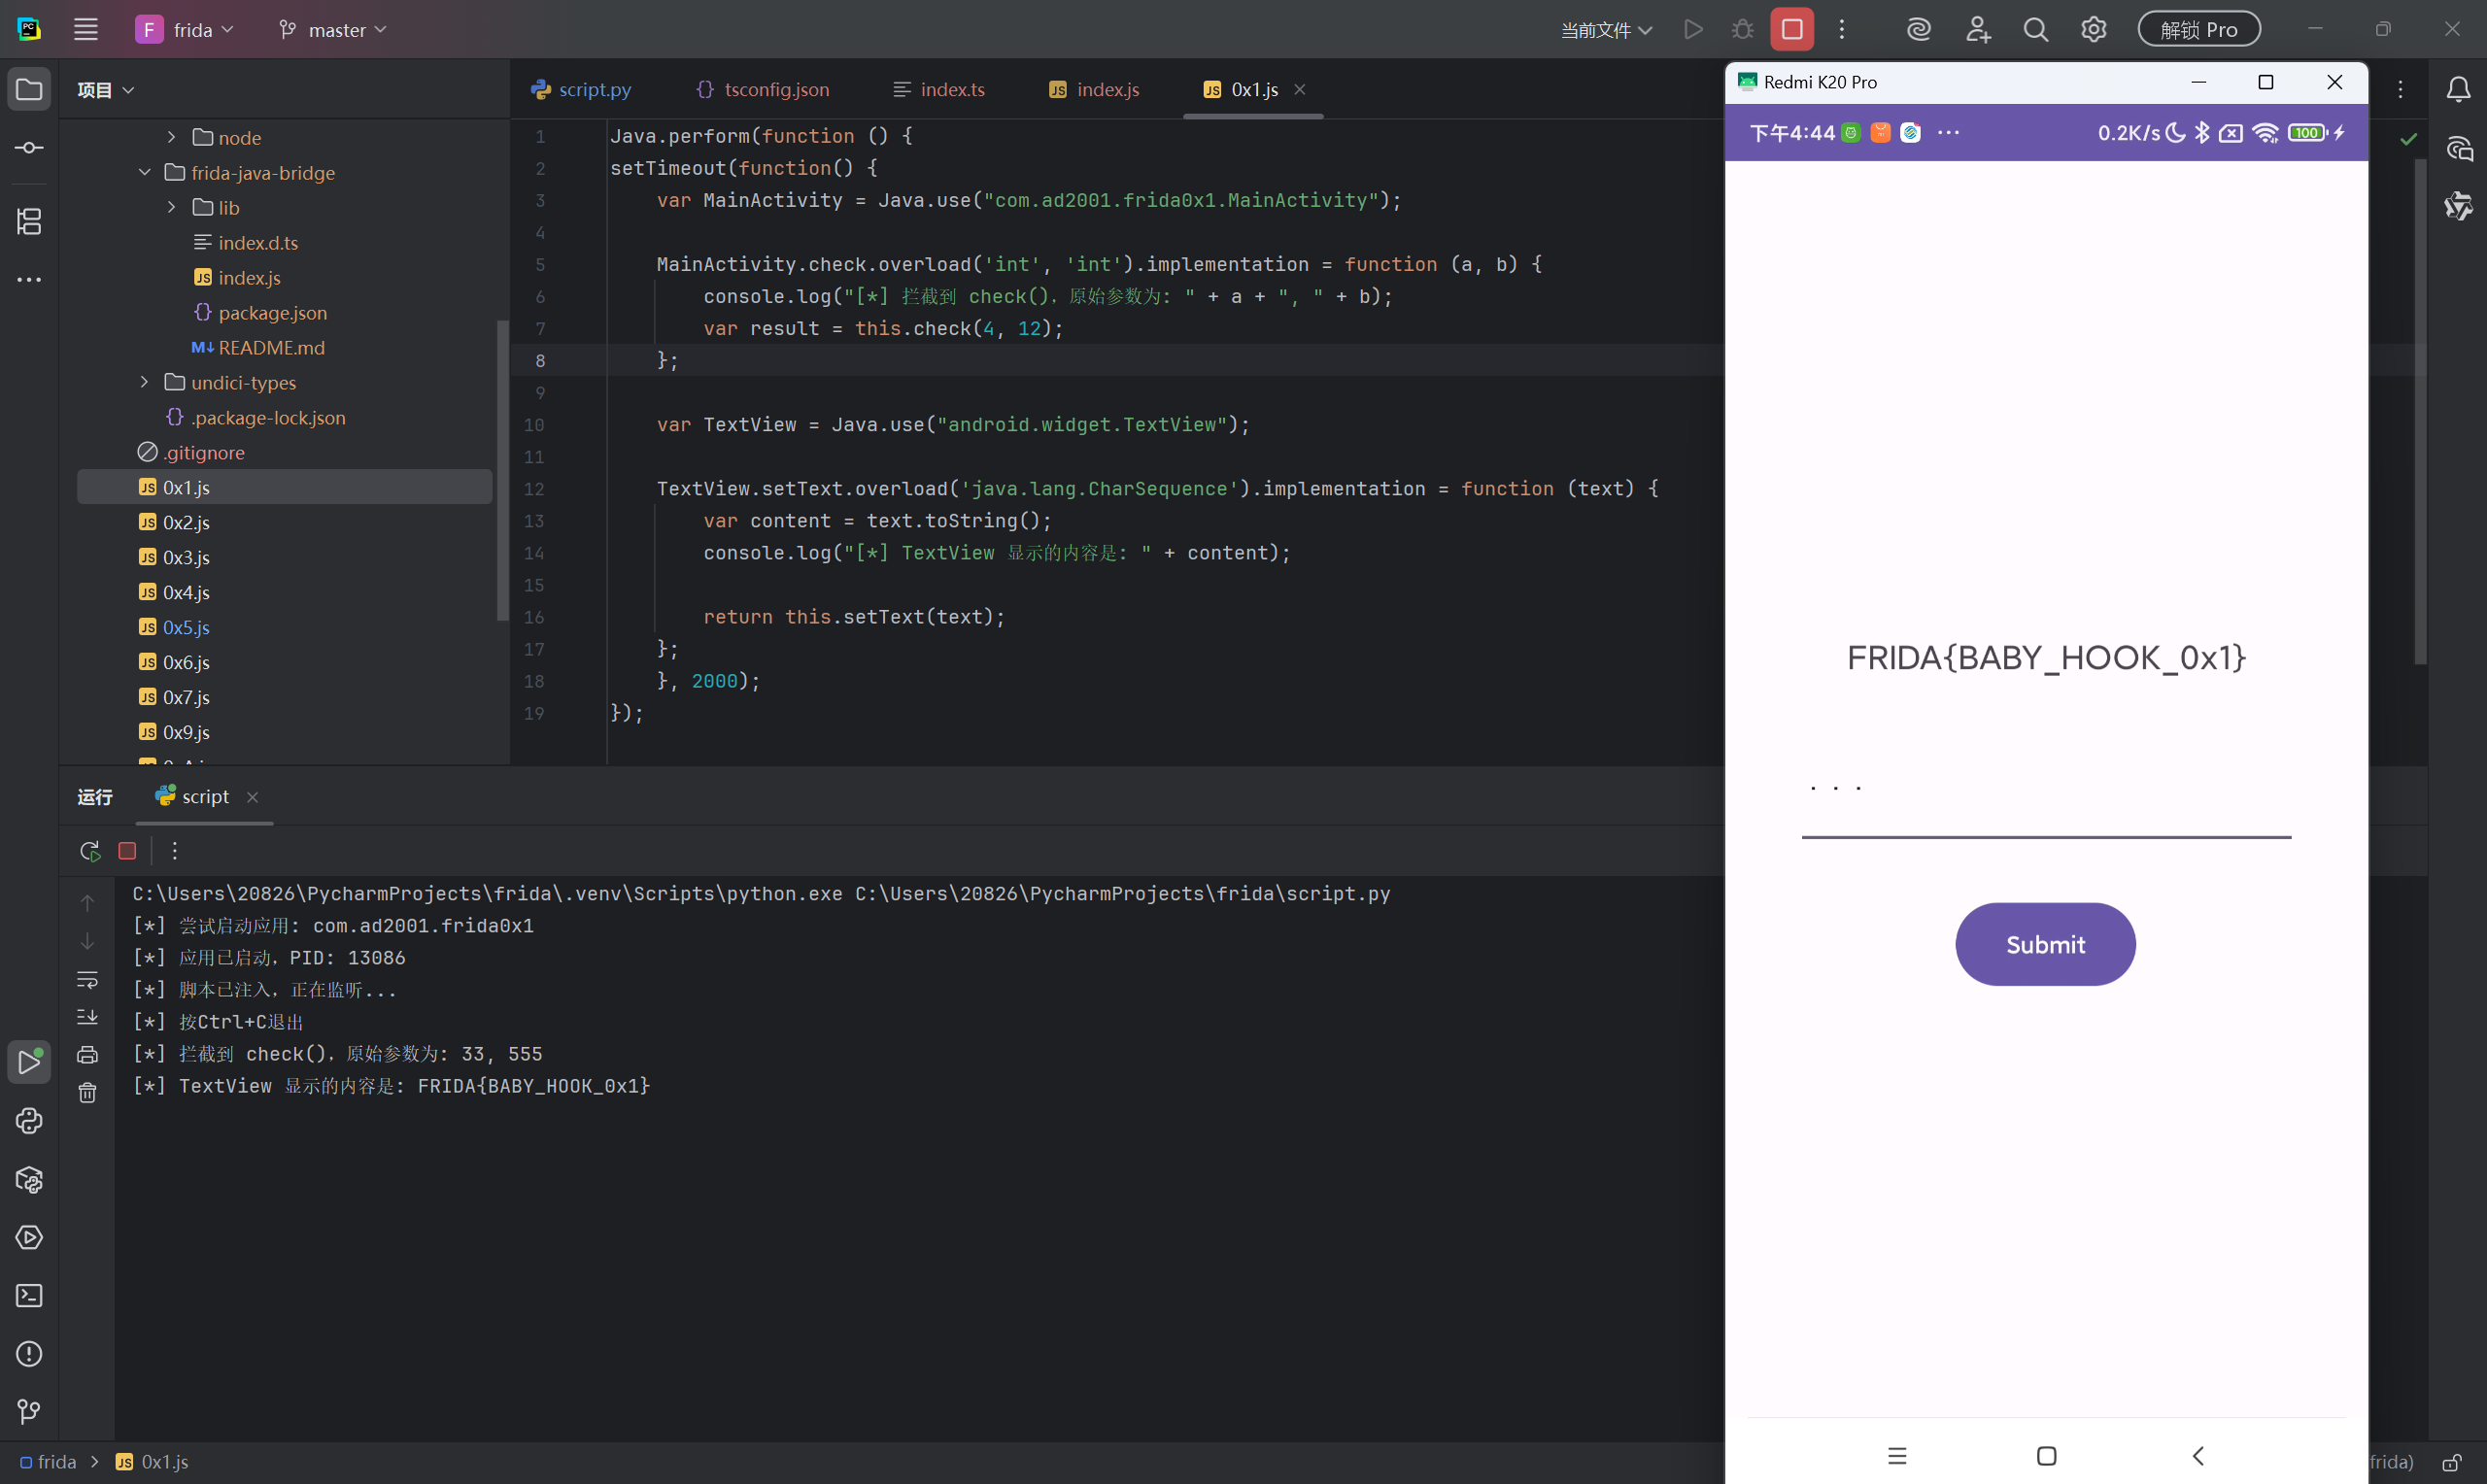 F frida master 当前文件 解锁 Pro
项目
node
frida-java-bridge
lib
index.d.ts
JS index.js
{} package.json
M↓ README.md
undici-types
{} .package-lock.json
.gitignore
JS 0x1.js
JS 0x2.js
JS 0x3.js
JS 0x4.js
JS 0x5.js
JS 0x6.js
JS 0x7.js
JS 0x9.js
script.py {} tsconfig.json index.ts JS index.js JS 0x1.js
1 Java.perform(function () {
2 setTimeout(function() {
3 var MainActivity = Java.use("com.ad2001.frida0x1.MainActivity");
4
5 MainActivity.check.overload('int', 'int').implementation = function (a, b) {
6 console.log("[*] 拦截到 check()，原始参数为: " + a + ", " + b);
7 var result = this.check(4, 12);
8 };
9
10 var TextView = Java.use("android.widget.TextView");
11
12 TextView.setText.overload('java.lang.CharSequence').implementation = function (text) {
13 var content = text.toString();
14 console.log("[*] TextView 显示的内容是: " + content);
15
16 return this.setText(text);
17 };
18 }, 2000);
19 });
运行 script
C:\Users\20826\PycharmProjects\frida\.venv\Scripts\python.exe C:\Users\20826\PycharmProjects\frida\script.py
[*] 尝试启动应用: com.ad2001.frida0x1
[*] 应用已启动，PID: 13086
[*] 脚本已注入，正在监听...
[*] 按Ctrl+C退出
[*] 拦截到 check()，原始参数为: 33, 555
[*] TextView 显示的内容是: FRIDA{BABY_HOOK_0x1}
frida JS 0x1.js
frida)
Redmi K20 Pro
下午4:44 ··· 0.2K/s 100
FRIDA{BABY_HOOK_0x1}
. . .
Submit